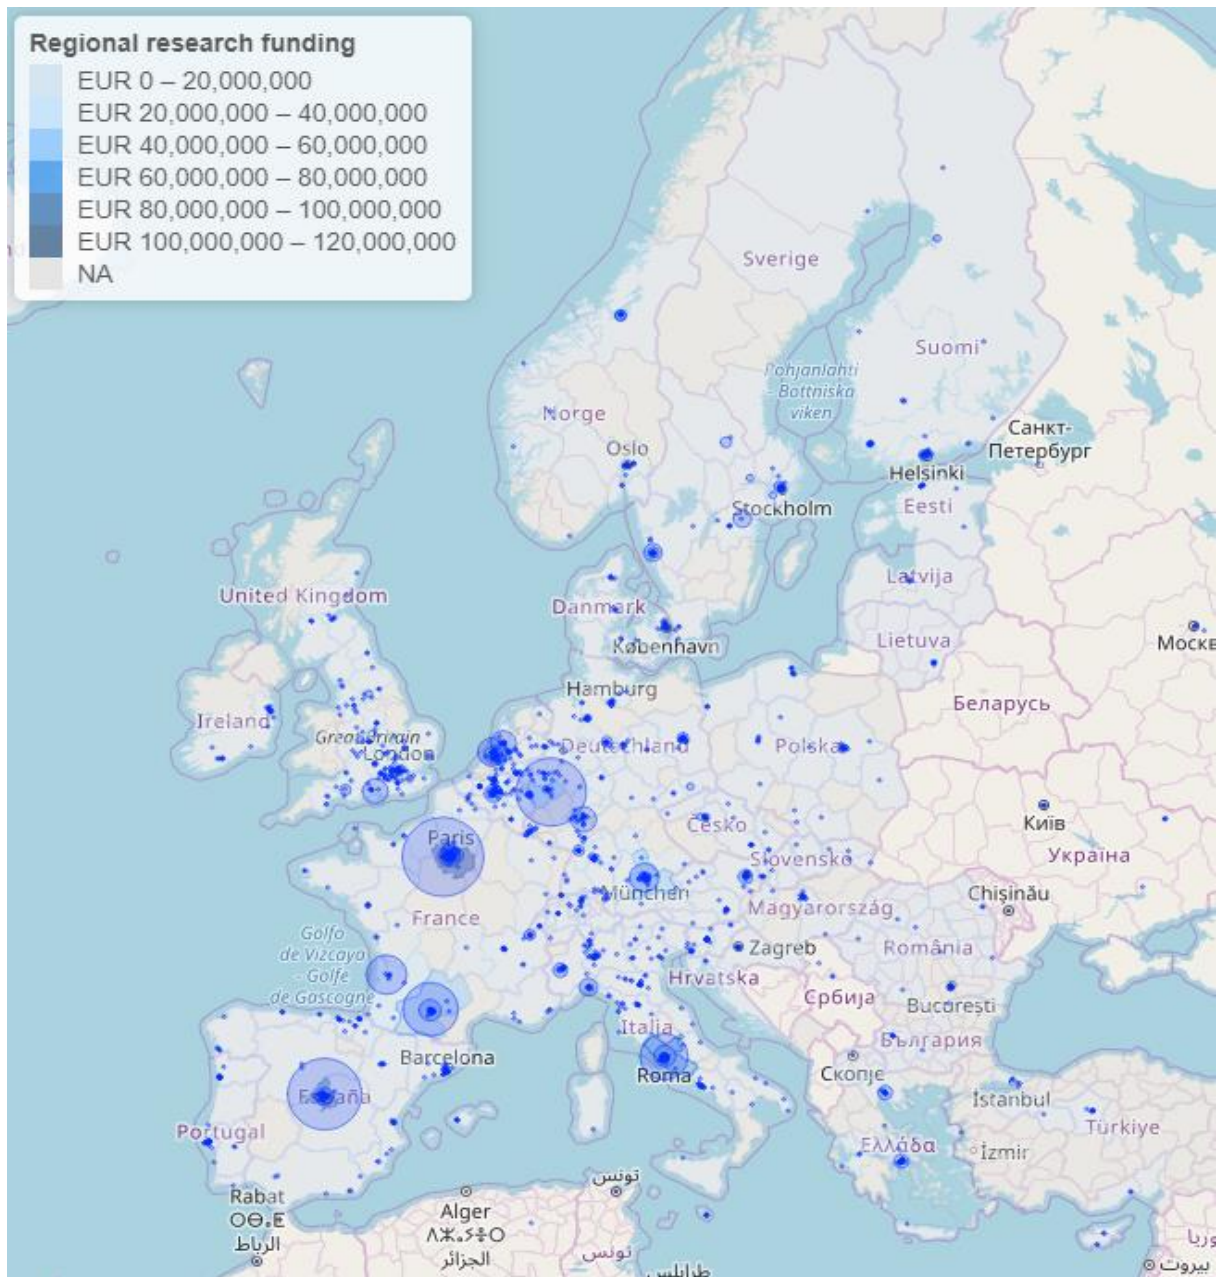 Regional research funding
EUR 0 – 20,000,000
EUR 20,000,000 – 40,000,000
EUR 40,000,000 – 60,000,000
EUR 60,000,000 – 80,000,000
EUR 80,000,000 – 100,000,000
EUR 100,000,000 – 120,000,000
NA
Sverige
Suomi
Pohjanlahti
- Bottniska
viken
Norge
Oslo
Санкт-
Петербург
Helsinki
Stockholm
Eesti
Latvija
United Kingdom
Danmark
Lietuva
København
Москв
Hamburg
Беларусь
Ireland
Great Britain
London
Deutschland
Polska
Paris
Česko
Київ
Slovensko
Україна
München
Magyarország
Chișinău
France
Golfo
de Vizcaya
- Golfe
de Gascogne
Zagreb
România
Hrvatska
Србија
București
Italia
България
Barcelona
Roma
Скопје
España
İstanbul
Portugal
Türkiye
Ελλάδα
İzmir
تونس
Rabat
ⵔⴱⴰⵟ
الرباط
Alger
الجزائر
تونس
طرابلس
وريا
بيروت